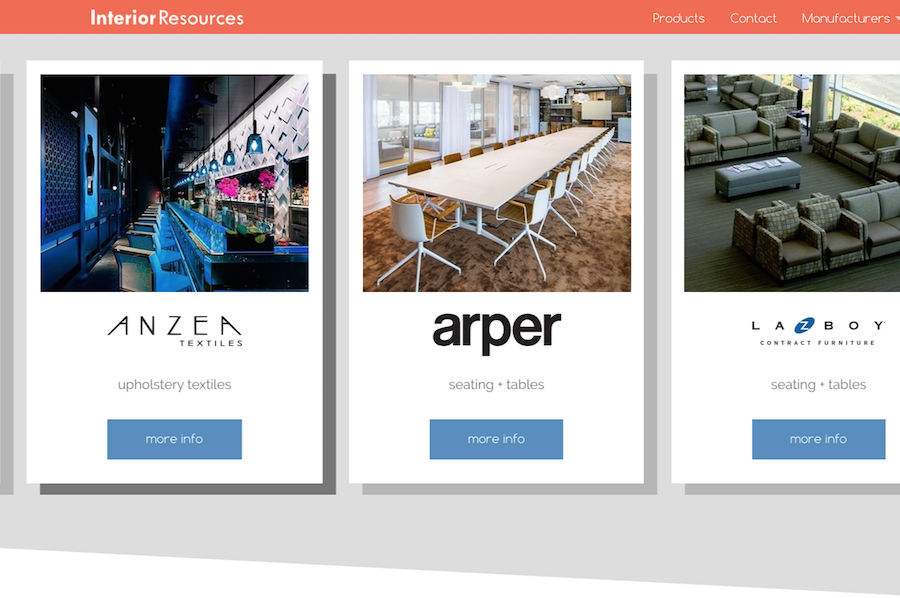 InteriorResources
Products Contact Manufacturers
ANZEA
TEXTILES
upholstery textiles
more info
arper
seating + tables
more info
LA Z BOY
CONTRACT FURNITURE
seating + tables
more info